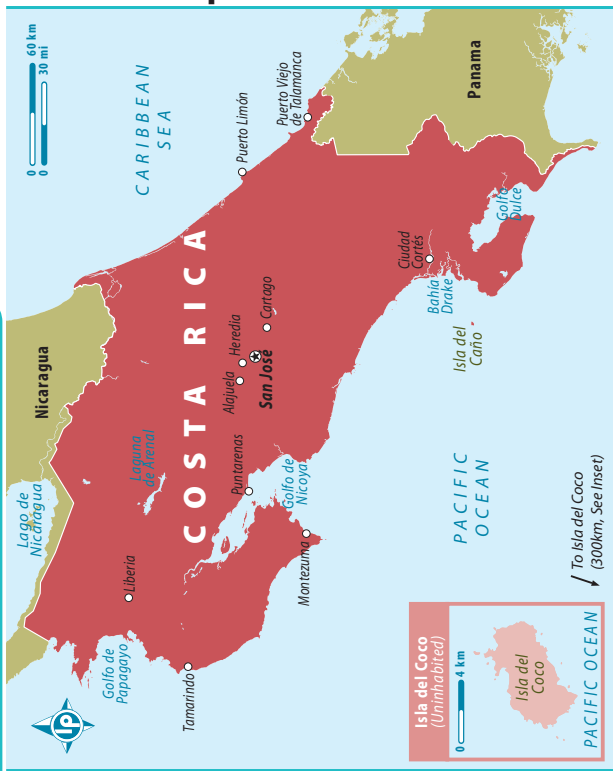 0
60 km
0
30 mi
CARIBBEAN
SEA
Nicaragua
Lago de
Nicaragua
Panama
Puerto Limón
Puerto Viejo
de Talamanca
COSTA RICA
Liberia
Laguna
de Arenal
Golfo de
Papagayo
Tamarindo
Puntarenas
Golfo de
Nicoya
Montezuma
Alajuela
Heredia
San José
Cartago
Ciudad
Cortés
Bahía
Drake
Golfo
Dulce
Isla del
Caño
PACIFIC
OCEAN
To Isla del Coco
(300km, See Inset)
Isla del Coco
(Uninhabited)
0
4 km
Isla del
Coco
PACIFIC OCEAN
lp